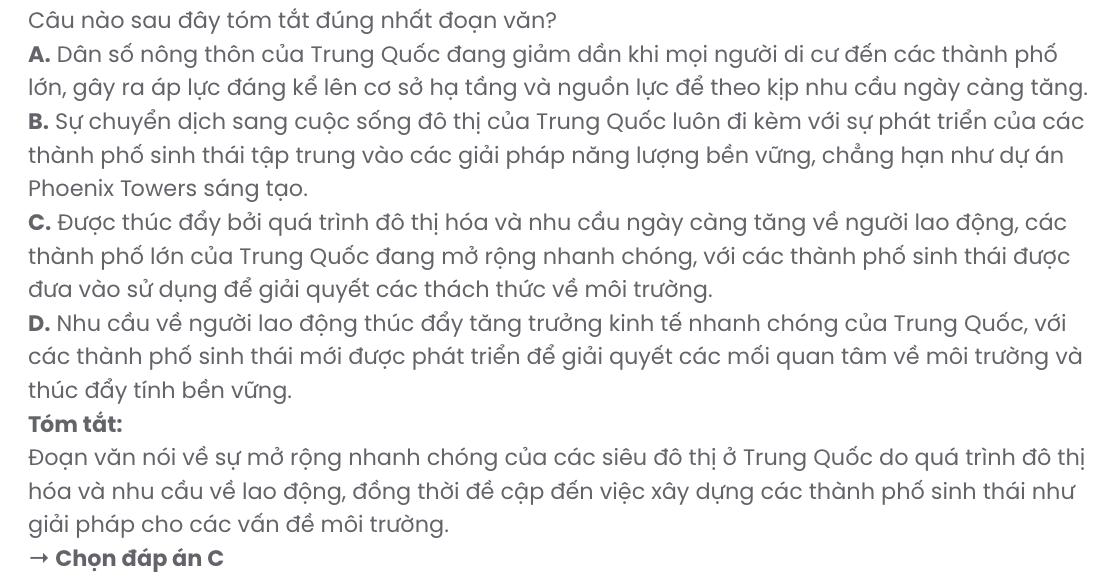 Câu nào sau đây tóm tắt đúng nhất đoạn văn?
A. Dân số nông thôn của Trung Quốc đang giảm dần khi mọi người di cư đến các thành phố
lớn, gây ra áp lực đáng kể lên cơ sở hạ tầng và nguồn lực để theo kịp nhu cầu ngày càng tăng.
B. Sự chuyển dịch sang cuộc sống đô thị của Trung Quốc luôn đi kèm với sự phát triển của các
thành phố sinh thái tập trung vào các giải pháp năng lượng bền vững, chẳng hạn như dự án
Phoenix Towers sáng tạo.
C. Được thúc đẩy bởi quá trình đô thị hóa và nhu cầu ngày càng tăng về người lao động, các
thành phố lớn của Trung Quốc đang mở rộng nhanh chóng, với các thành phố sinh thái được
đưa vào sử dụng để giải quyết các thách thức về môi trường.
D. Nhu cầu về người lao động thúc đẩy tăng trưởng kinh tế nhanh chóng của Trung Quốc, với
các thành phố sinh thái mới được phát triển để giải quyết các mối quan tâm về môi trường và
thúc đẩy tính bền vững.
Tóm tắt:
Đoạn văn nói về sự mở rộng nhanh chóng của các siêu đô thị ở Trung Quốc do quá trình đô thị
hóa và nhu cầu về lao động, đồng thời đề cập đến việc xây dựng các thành phố sinh thái như
giải pháp cho các vấn đề môi trường.
→ Chọn đáp án C